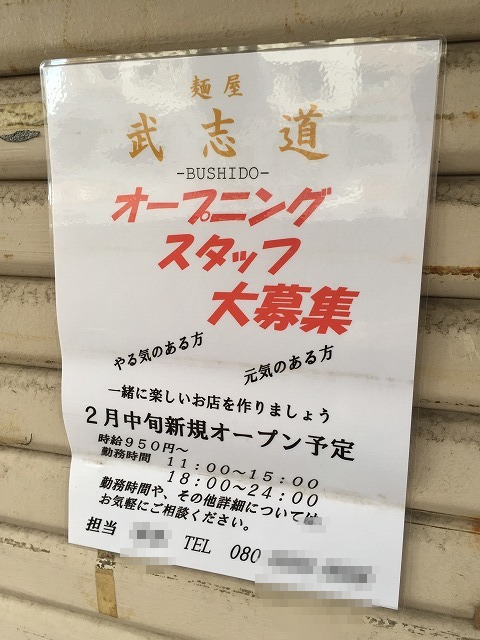 麺屋
武志道
-BUSHIDO-
オープニング
スタッフ
大募集
やる気のある方
元気のある方
一緒に楽しいお店を作りましょう
2月中旬新規オープン予定
時給950円~
勤務時間 11:00~15:00
18:00~24:00
勤務時間や、その他詳細については
お気軽にご相談ください。
担当 TEL 080